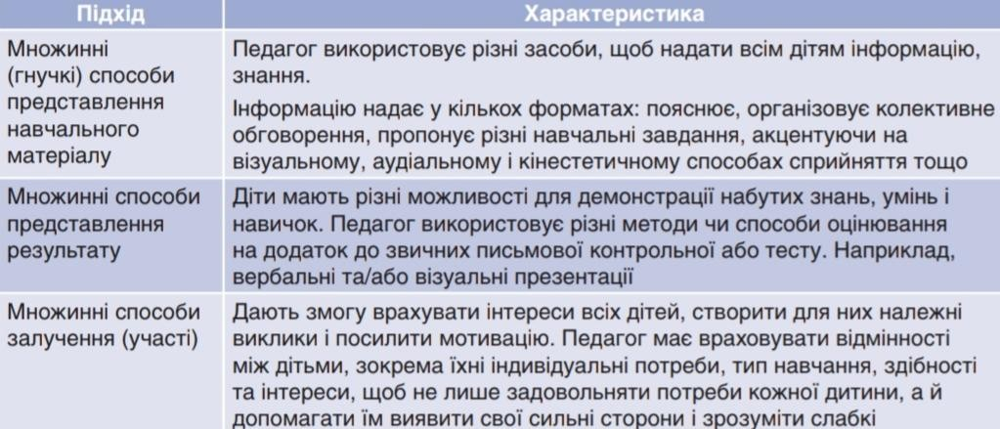 Підхід
Характеристика
Множинні
(гнучкі) способи
представлення
навчального
матеріалу
Педагог використовує різні засоби, щоб надати всім дітям інформацію,
знання.
Інформацію надає у кількох форматах: пояснює, організовує колективне
обговорення, пропонує різні навчальні завдання, акцентуючи на
візуальному, аудіальному і кінестетичному способах сприйняття тощо
Множинні способи
представлення
результату
Діти мають різні можливості для демонстрації набутих знань, умінь і
навичок. Педагог використовує різні методи чи способи оцінювання
на додаток до звичних письмової контрольної або тесту. Наприклад,
вербальні та/або візуальні презентації
Множинні способи
залучення (участі)
Дають змогу врахувати інтереси всіх дітей, створити для них належні
виклики і посилити мотивацію. Педагог має враховувати відмінності
між дітьми, зокрема їхні індивідуальні потреби, тип навчання, здібності
та інтереси, щоб не лише задовольняти потреби кожної дитини, а й
допомагати їм виявити свої сильні сторони і зрозуміти слабкі